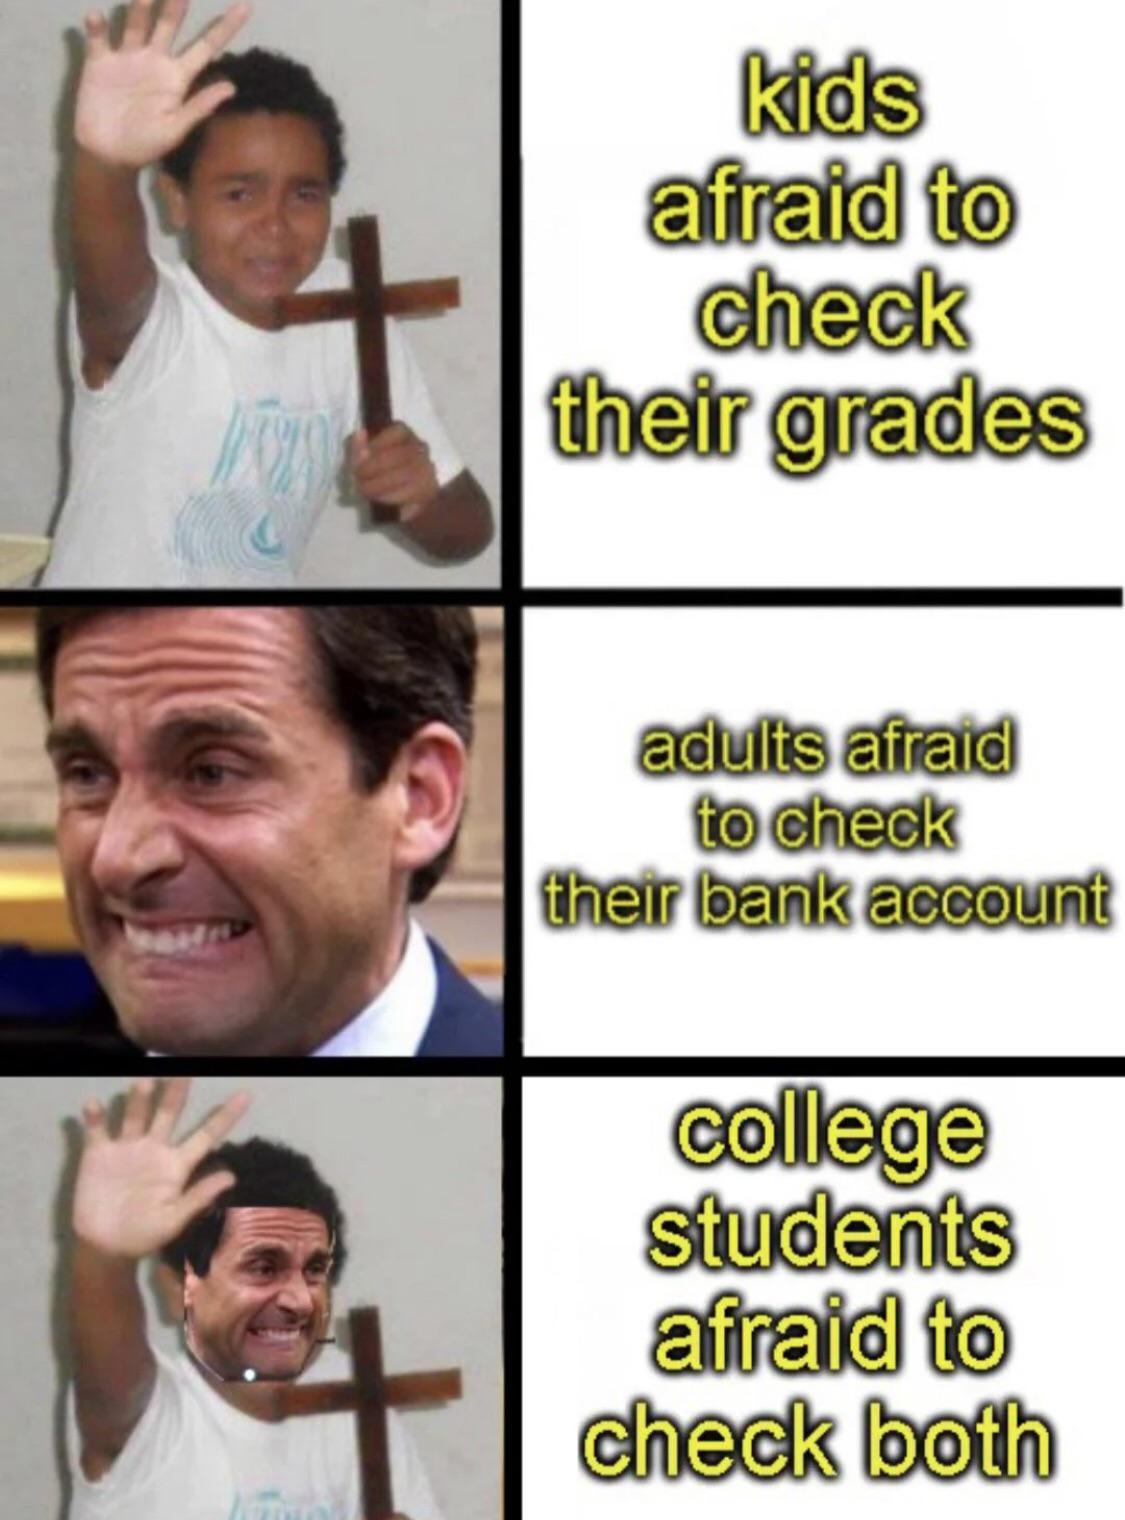 kids
afraid to
check
their grades
adults afraid
to check
their bank account
college
students
afraid to
check both